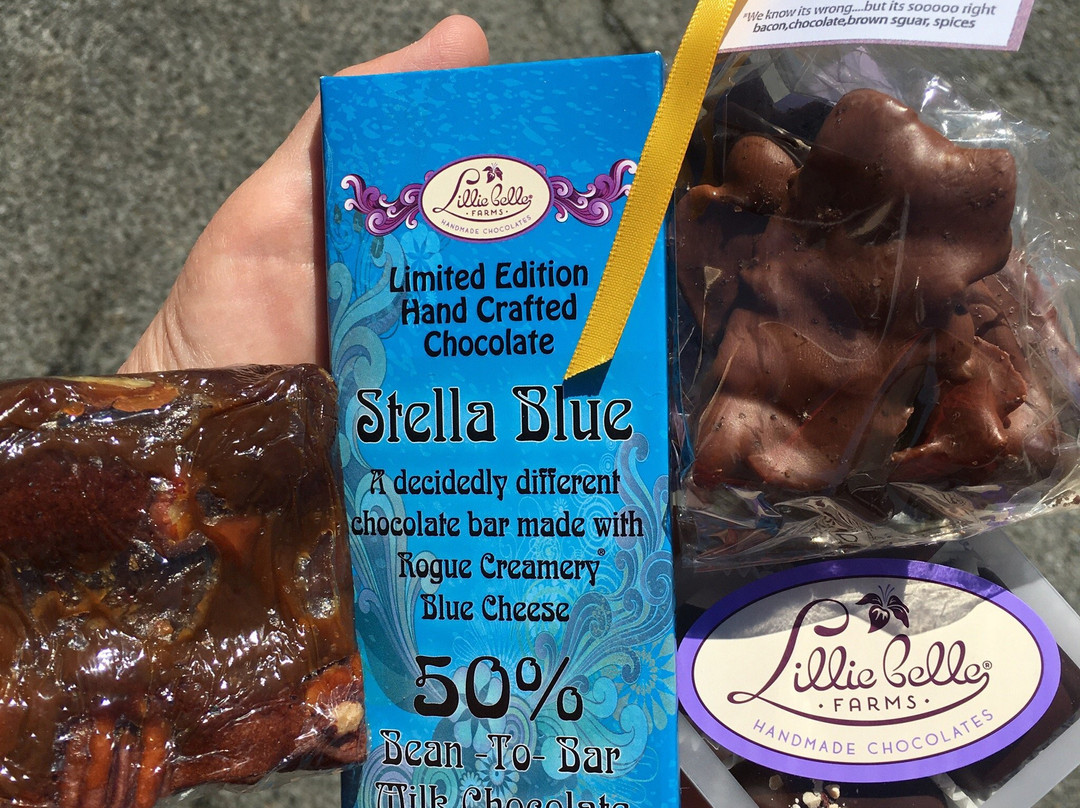 "We know its wrong....but its sooooo right
bacon,chocolate,brown sguar, spices
Lillie belle
·FARMS·
HANDMADE CHOCOLATES
Limited Edition
Hand Crafted
Chocolate
Stella Blue
A decidedly different
chocolate bar made with
Rogue Creamery®
Blue Cheese
50%
Bean -To- Bar
Milk Chocolate
Lillie belle®
·FARMS·
HANDMADE CHOCOLATES